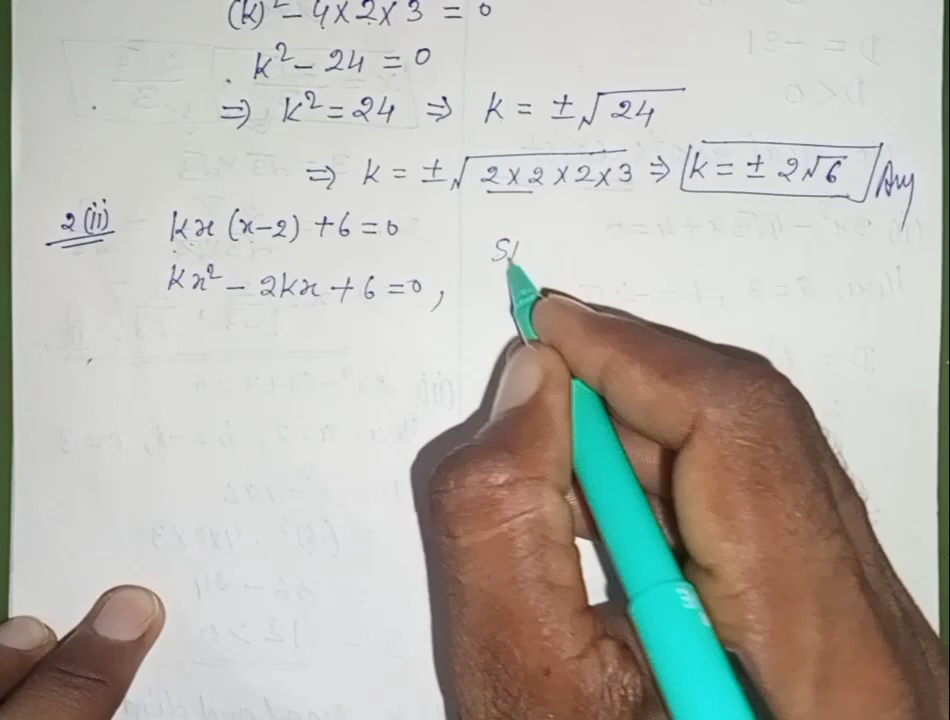 (k)² - 4×2×3 = 0
k² - 24 = 0
⇒ k² = 24 ⇒ k = ±√24
⇒ k = ±√2×2×2×3 ⇒ k = ± 2√6 Ans
2(ii) kx (x-2) + 6 = 0
kx² - 2kx + 6 = 0,